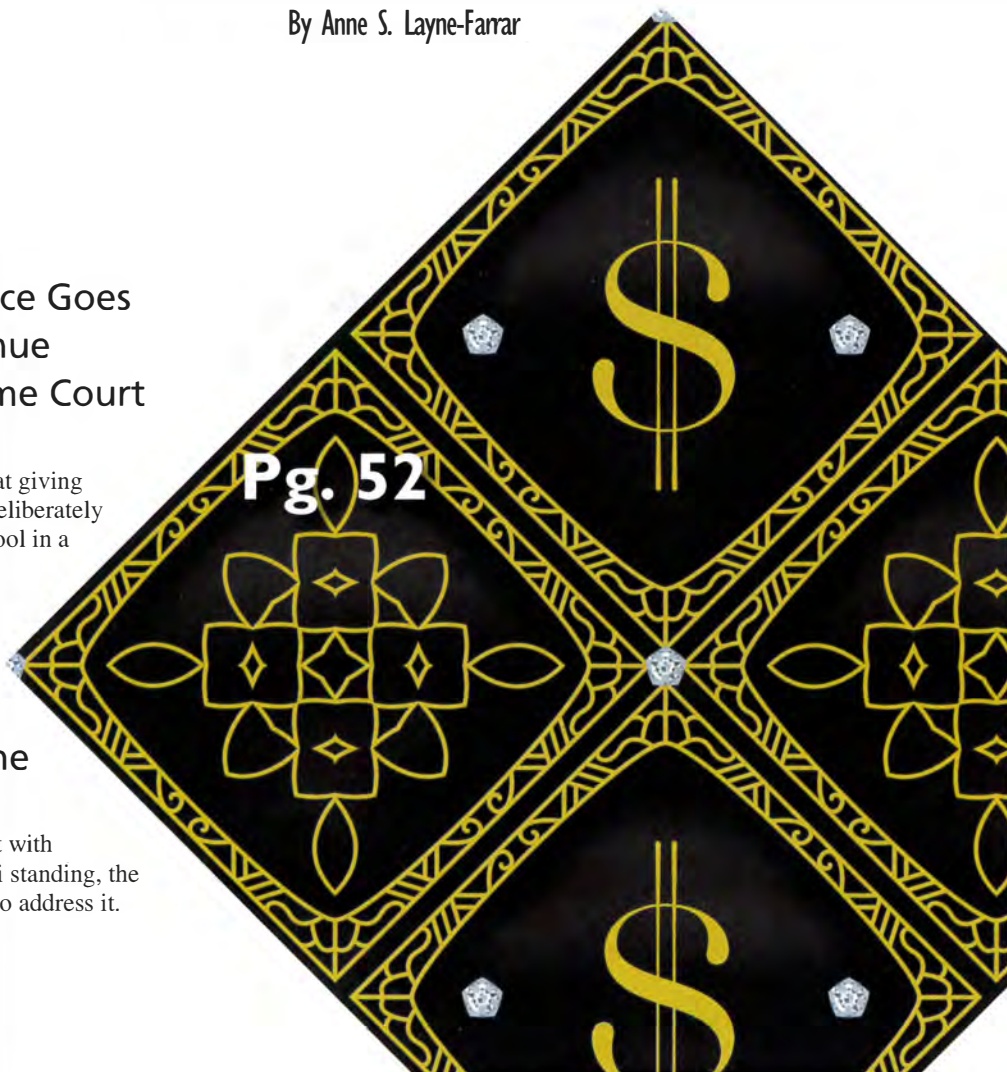 By Anne S. Layne-Farrar
ce Goes
nue
me Court
Pg. 52
at giving
eliberately
ool in a
ne
t with
i standing, the
o address it.
$
$